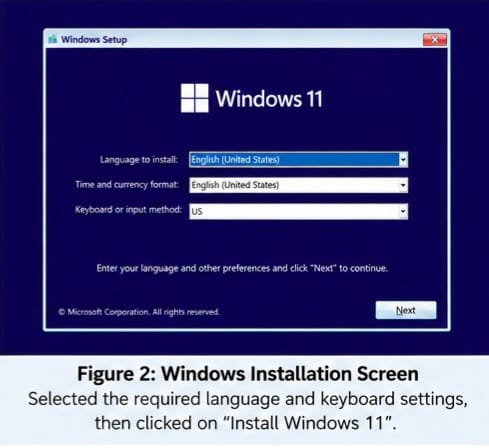 Windows Setup
Windows 11
Language to install: English (United States)
Time and currency format: English (United States)
Keyboard or input method: US
Enter your language and other preferences and click "Next" to continue.
© Microsoft Corporation. All rights reserved.
Next
Figure 2: Windows Installation Screen
Selected the required language and keyboard settings,
then clicked on “Install Windows 11”.